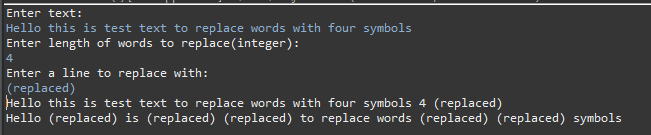 Enter text:
Hello this is test text to replace words with four symbols
Enter length of words to replace(integer):
4
Enter a line to replace with:
(replaced)
Hello this is test text to replace words with four symbols 4 (replaced)
Hello (replaced) is (replaced) (replaced) to replace words (replaced) (replaced) symbols